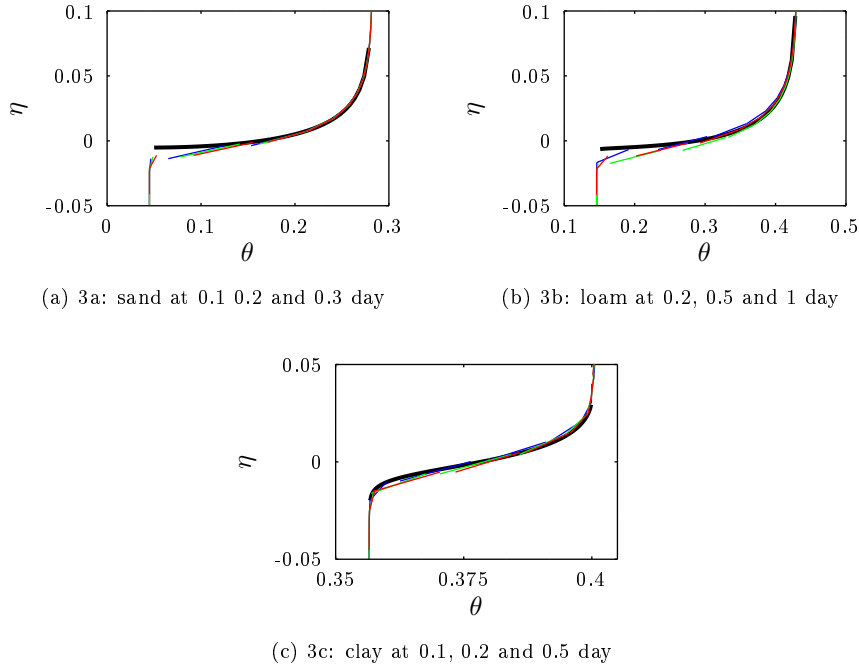 0.1
0.05
0
-0.05
η
0.1 0.2 0.3
θ
(a) 3a: sand at 0.1 0.2 and 0.3 day
0.1
0.05
0
-0.05
η
0.1 0.2 0.3 0.4 0.5
θ
(b) 3b: loam at 0.2, 0.5 and 1 day
0.05
0
-0.05
η
0.35 0.375 0.4
θ
(c) 3c: clay at 0.1, 0.2 and 0.5 day